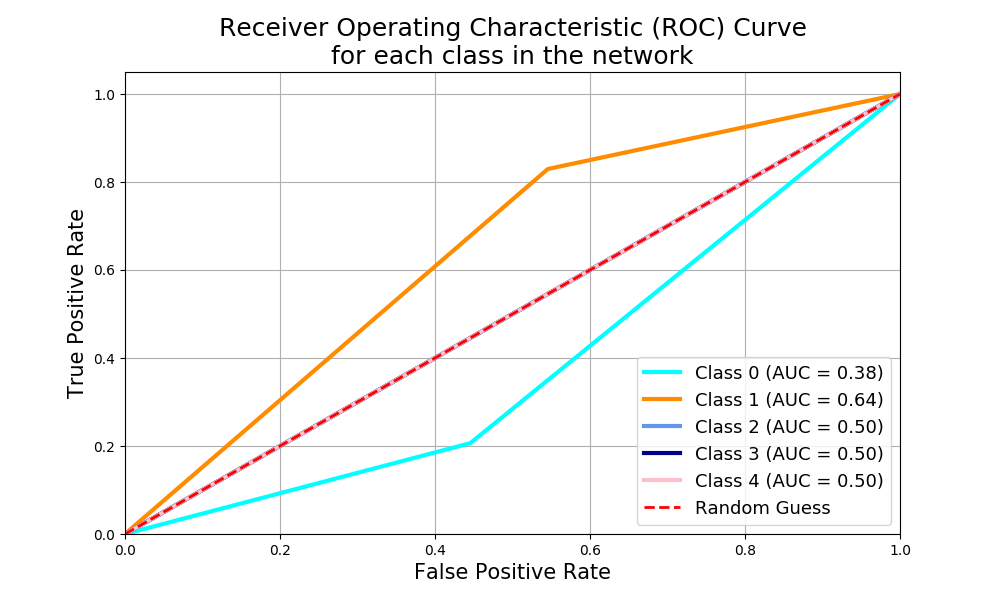 Receiver Operating Characteristic (ROC) Curve
for each class in the network
True Positive Rate
1.0
0.8
0.6
0.4
0.2
0.0
0.0 0.2 0.4 0.6 0.8 1.0
False Positive Rate
Class 0 (AUC = 0.38)
Class 1 (AUC = 0.64)
Class 2 (AUC = 0.50)
Class 3 (AUC = 0.50)
Class 4 (AUC = 0.50)
Random Guess